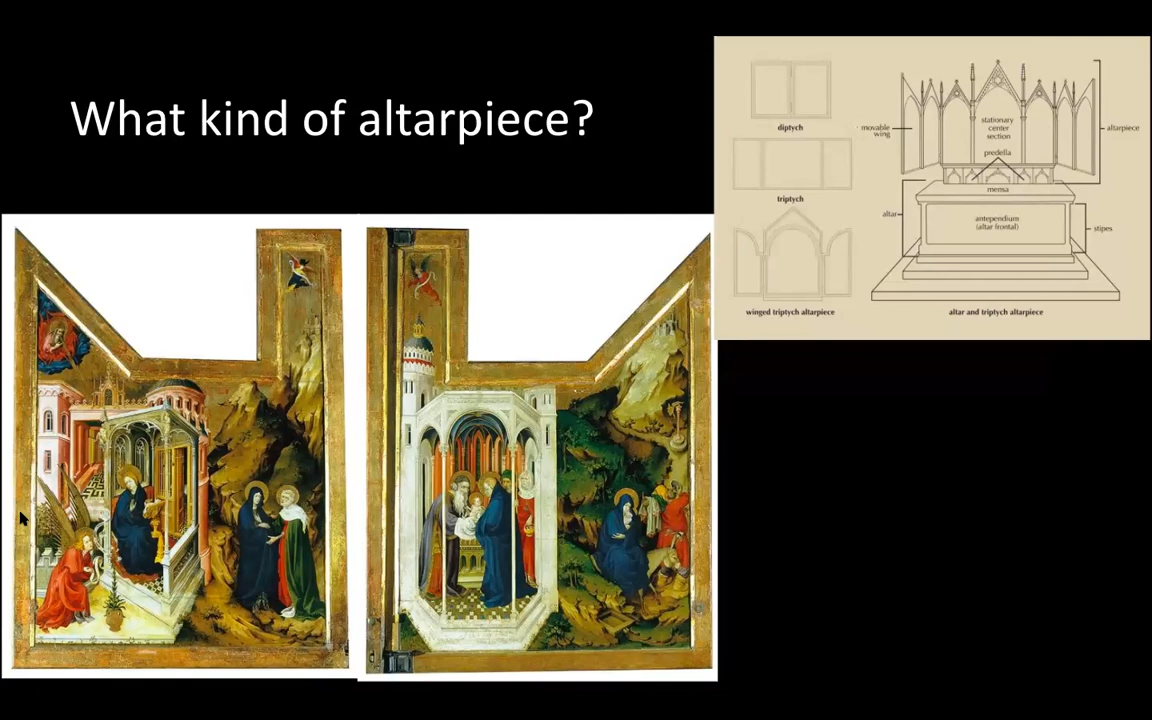 What kind of altarpiece?
diptych
triptych
winged triptych altarpiece
movable
wing
stationary
center
section
altarpiece
predella
mensa
altar
antependium
(altar frontal)
stipes
altar and triptych altarpiece